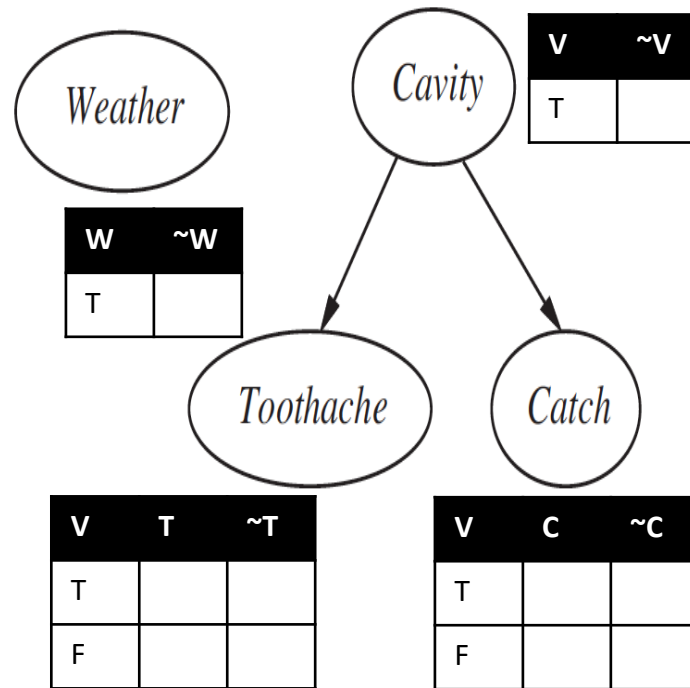 Weather
Cavity
V ~V
T
W ~W
T
Toothache
Catch
V T ~T
T
F
V C ~C
T
F